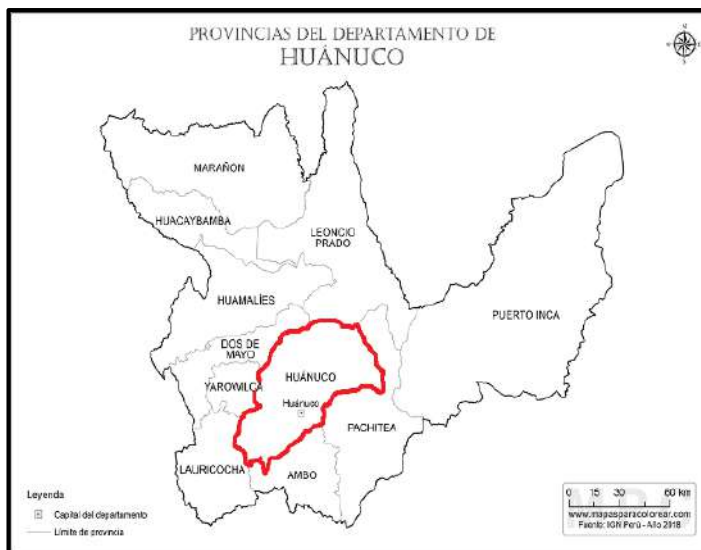 PROVINCIAS DEL DEPARTAMENTO DE
HUÁNUCO
N
S
MARAÑON
HUACAYBAMBA
LEONCIO
PRADO
HUAMALÍES
PUERTO INCA
DOS DE
MAYO
YAROWILCA
HUÁNUCO
Huánuco
PACHITEA
LAURICOCHA
AMBO
Leyenda
Capital del departamento
Límite de provincia
0 15 30 60 km
www.mapasparacolorear.com
Fuente: IGN Perú - Año 2018